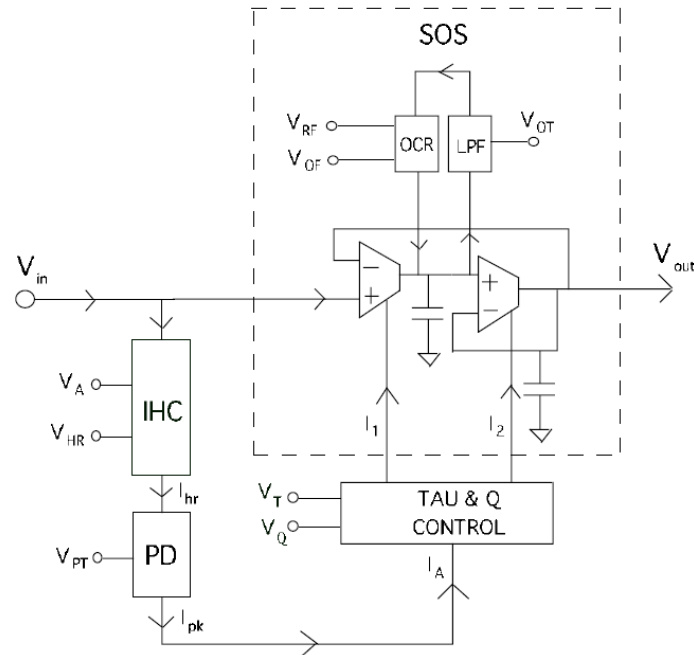 SOS
V_RF
V_OF
OCR
LPF
V_OT
−
+
+
−
V_in
V_out
V_A
V_HR
IHC
I_hr
V_PT
PD
I_pk
I_1
I_2
V_T
V_Q
TAU & Q
CONTROL
I_A